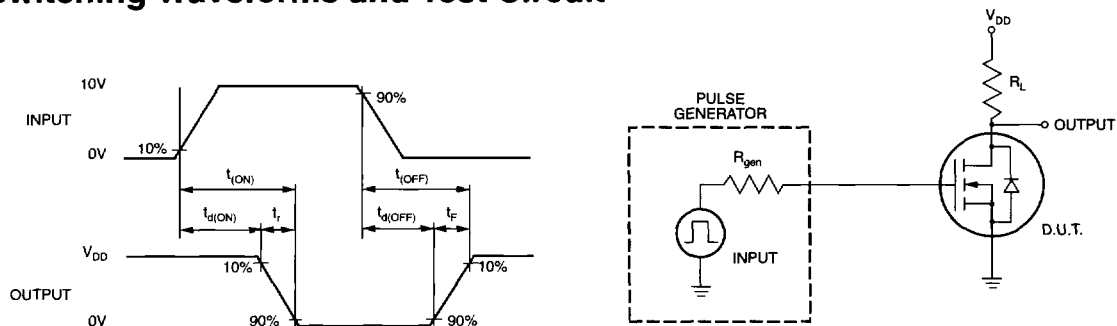 Switching Waveforms and Test Circuit
10V
INPUT
0V
10%
90%
t(ON)
t(OFF)
td(ON)
tr
td(OFF)
tF
VDD
OUTPUT
0V
10%
10%
90%
90%
VDD
RL
OUTPUT
PULSE
GENERATOR
Rgen
INPUT
D.U.T.